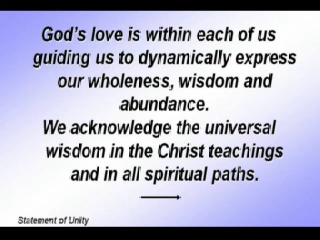 God's love is within each of us
guiding us to dynamically express
our wholeness, wisdom and
abundance.
We acknowledge the universal
wisdom in the Christ teachings
and in all spiritual paths.
Statement of Unity